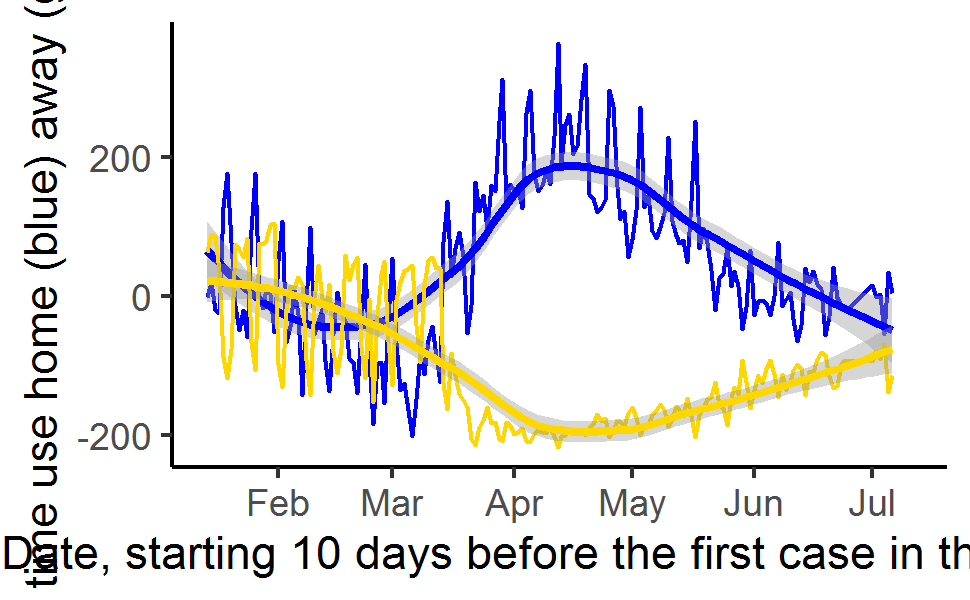 time use home (blue) away (
200
0
-200
Feb Mar Apr May Jun Jul
Date, starting 10 days before the first case in th